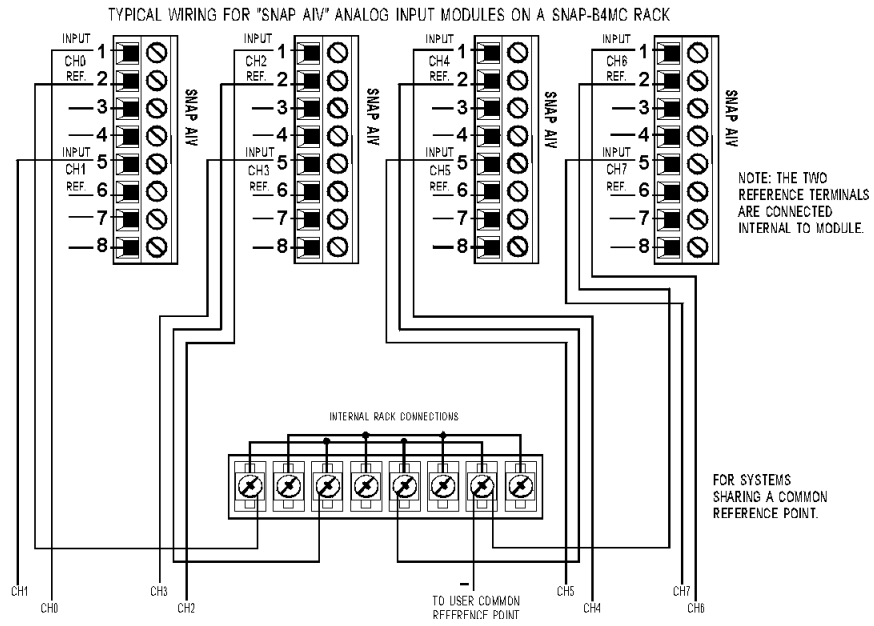 TYPICAL WIRING FOR "SNAP AIV" ANALOG INPUT MODULES ON A SNAP-B4MC RACK
INPUT 1
CH0
REF. 2
3
4
INPUT 5
CH1
REF. 6
7
8
SNAP AIV
INPUT 1
CH2
REF. 2
3
4
INPUT 5
CH3
REF. 6
7
8
SNAP AIV
INPUT 1
CH4
REF. 2
3
4
INPUT 5
CH5
REF. 6
7
8
SNAP AIV
INPUT 1
CH6
REF. 2
3
4
INPUT 5
CH7
REF. 6
7
8
SNAP AIV
NOTE: THE TWO
REFERENCE TERMINALS
ARE CONNECTED
INTERNAL TO MODULE.
INTERNAL RACK CONNECTIONS
FOR SYSTEMS
SHARING A COMMON
REFERENCE POINT.
CH1
CH0
CH3
CH2
–
TO USER COMMON
REFERENCE POINT
CH5
CH4
CH7
CH6